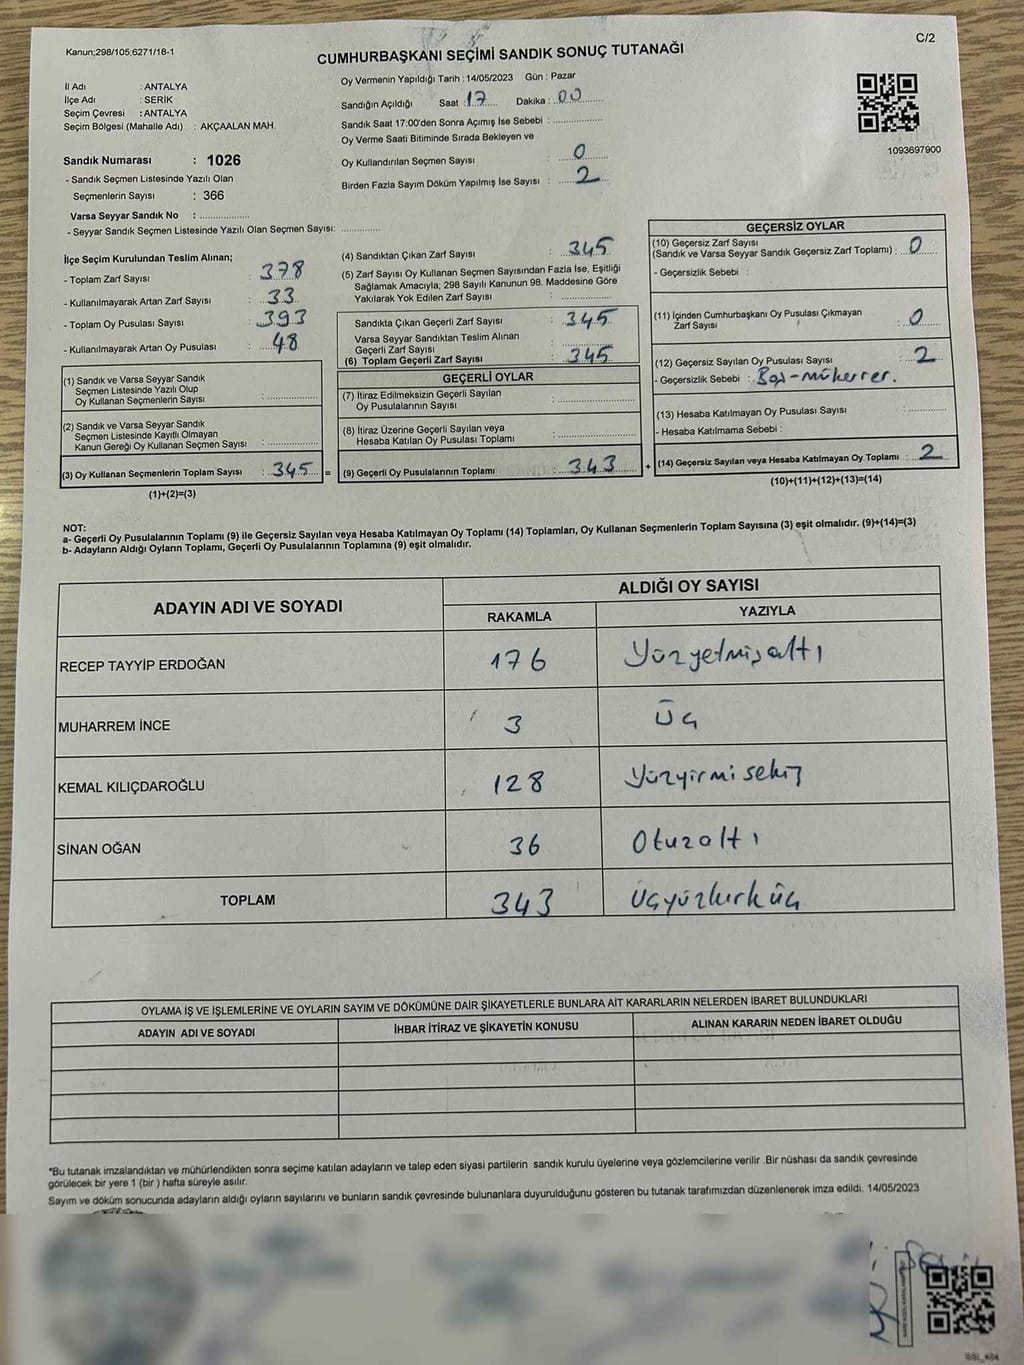 Kanun;298/105;6271/18-1
C/2
CUMHURBAŞKANI SEÇİMİ SANDIK SONUÇ TUTANAĞI
İl Adı : ANTALYA
İlçe Adı : SERİK
Seçim Çevresi : ANTALYA
Seçim Bölgesi (Mahalle Adı) : AKÇAALAN MAH.
Sandık Numarası : 1026
- Sandık Seçmen Listesinde Yazılı Olan
Seçmenlerin Sayısı : 366
Varsa Seyyar Sandık No : ..................
- Seyyar Sandık Seçmen Listesinde Yazılı Olan Seçmen Sayısı: ..............
Oy Vermenin Yapıldığı Tarih : 14/05/2023 Gün : Pazar
Sandığın Açıldığı Saat : 17 Dakika : 00
Sandık Saat 17:00'den Sonra Açımış İse Sebebi : ..................
Oy Verme Saati Bitiminde Sırada Bekleyen ve
Oy Kullandırılan Seçmen Sayısı : 0
Birden Fazla Sayım Döküm Yapılmış İse Sayısı : 2
1093697900
İlçe Seçim Kurulundan Teslim Alınan;
- Toplam Zarf Sayısı : 378
- Kullanılmayarak Artan Zarf Sayısı : 33
- Toplam Oy Pusulası Sayısı : 393
- Kullanılmayarak Artan Oy Pusulası : 48
(1) Sandık ve Varsa Seyyar Sandık
Seçmen Listesinde Yazılı Olup
Oy Kullanan Seçmenlerin Sayısı : ..................
(2) Sandık ve Varsa Seyyar Sandık
Seçmen Listesinde Kayıtlı Olmayan
Kanun Gereği Oy Kullanan Seçmen Sayısı : ..................
(3) Oy Kullanan Seçmenlerin Toplam Sayısı : 345 =
(1)+(2)=(3)
(4) Sandıktan Çıkan Zarf Sayısı : 345
(5) Zarf Sayısı Oy Kullanan Seçmen Sayısından Fazla İse, Eşitliği
Sağlamak Amacıyla; 298 Sayılı Kanunun 98. Maddesine Göre
Yakılarak Yok Edilen Zarf Sayısı : ..................
Sandıkta Çıkan Geçerli Zarf Sayısı : 345
Varsa Seyyar Sandıktan Teslim Alınan
Geçerli Zarf Sayısı : ..................
(6) Toplam Geçerli Zarf Sayısı : 345
GEÇERLİ OYLAR
(7) İtiraz Edilmeksizin Geçerli Sayılan
Oy Pusulalarının Sayısı : ..................
(8) İtiraz Üzerine Geçerli Sayılan veya
Hesaba Katılan Oy Pusulası Toplamı : ..................
(9) Geçerli Oy Pusulalarının Toplamı : 343 +
GEÇERSİZ OYLAR
(10) Geçersiz Zarf Sayısı
(Sandık ve Varsa Seyyar Sandık Geçersiz Zarf Toplamı) : 0
- Geçersizlik Sebebi :
(11) İçinden Cumhurbaşkanı Oy Pusulası Çıkmayan
Zarf Sayısı : 0
(12) Geçersiz Sayılan Oy Pusulası Sayısı : 2
- Geçersizlik Sebebi : Boş-mükerrer.
(13) Hesaba Katılmayan Oy Pusulası Sayısı : ..................
- Hesaba Katılmama Sebebi :
(14) Geçersiz Sayılan veya Hesaba Katılmayan Oy Toplamı : 2
(10)+(11)+(12)+(13)=(14)
NOT:
a- Geçerli Oy Pusulalarının Toplamı (9) ile Geçersiz Sayılan veya Hesaba Katılmayan Oy Toplamı (14) Toplamları, Oy Kullanan Seçmenlerin Toplam Sayısına (3) eşit olmalıdır. (9)+(14)=(3)
b- Adayların Aldığı Oyların Toplamı, Geçerli Oy Pusulalarının Toplamına (9) eşit olmalıdır.
ADAYIN ADI VE SOYADI ALDIĞI OY SAYISI
RAKAMLA YAZIYLA
RECEP TAYYİP ERDOĞAN 176 Yüzyetmişaltı
MUHARREM İNCE 3 Üç
KEMAL KILIÇDAROĞLU 128 Yüzyirmisekiz
SİNAN OĞAN 36 Otuzaltı
TOPLAM 343 Üçyüzkırküç
OYLAMA İŞ VE İŞLEMLERİNE VE OYLARIN SAYIM VE DÖKÜMÜNE DAİR ŞİKAYETLERLE BUNLARA AİT KARARLARIN NELERDEN İBARET BULUNDUKLARI
ADAYIN ADI VE SOYADI İHBAR İTİRAZ VE ŞİKAYETİN KONUSU ALINAN KARARIN NEDEN İBARET OLDUĞU
*Bu tutanak imzalandıktan ve mühürlendikten sonra seçime katılan adayların ve talep eden siyasi partilerin sandık kurulu üyelerine veya gözlemcilerine verilir .Bir nüshası da sandık çevresinde
görülecek bir yere 1 (bir ) hafta süreyle asılır.
Sayım ve döküm sonucunda adayların aldığı oyların sayılarını ve bunların sandık çevresinde bulunanlara duyurulduğunu gösteren bu tutanak tarafımızdan düzenlenerek imza edildi. 14/05/2023